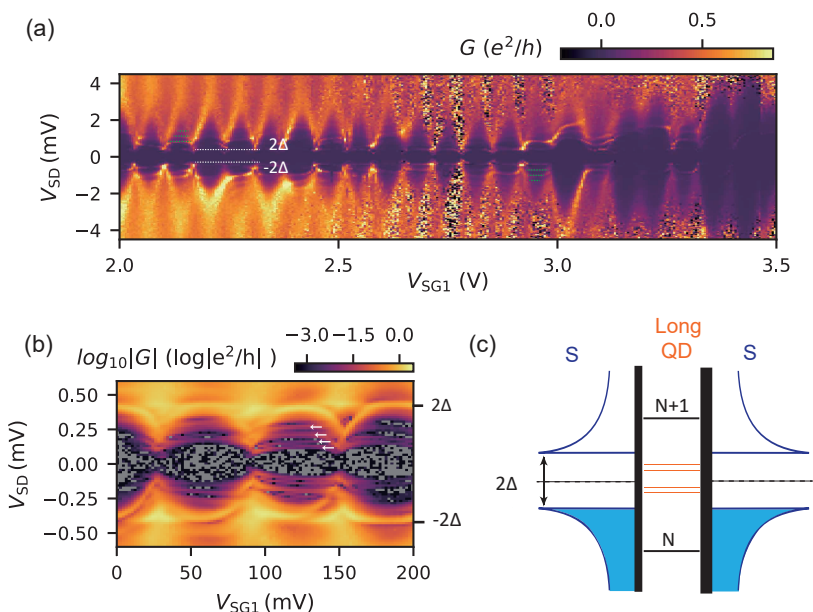 (a)
G (e²/h)
0.0 0.5
V_SD (mV)
4
2
0
−2
−4
2Δ
-2Δ
2.0 2.5 3.0 3.5
V_SG1 (V)
(b)
log₁₀|G| (log|e²/h| )
−3.0 −1.5 0.0
V_SD (mV)
0.50
0.25
0.00
−0.25
−0.50
2Δ
-2Δ
0 50 100 150 200
V_SG1 (mV)
(c)
Long
QD
S S
N+1
2Δ
N